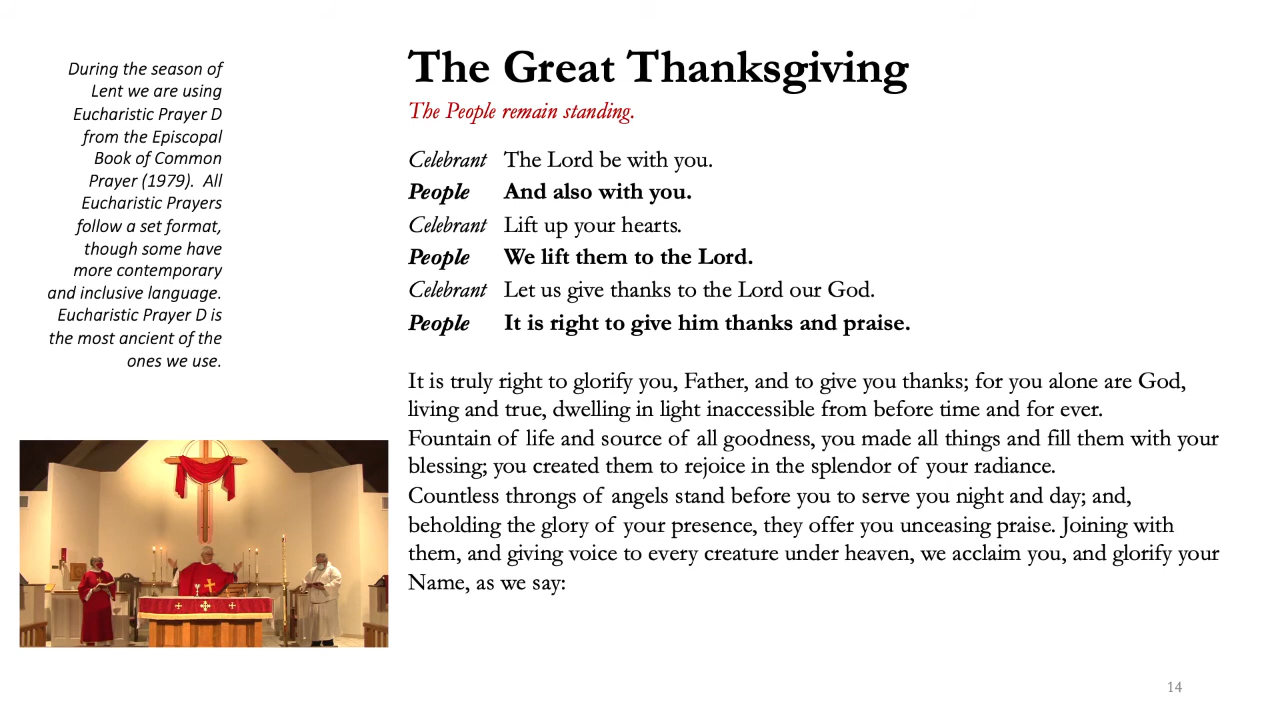 During the season of
Lent we are using
Eucharistic Prayer D
from the Episcopal
Book of Common
Prayer (1979).  All
Eucharistic Prayers
follow a set format,
though some have
more contemporary
and inclusive language.
Eucharistic Prayer D is
the most ancient of the
ones we use.
The Great Thanksgiving
The People remain standing.
Celebrant The Lord be with you.
People And also with you.
Celebrant Lift up your hearts.
People We lift them to the Lord.
Celebrant Let us give thanks to the Lord our God.
People It is right to give him thanks and praise.
It is truly right to glorify you, Father, and to give you thanks; for you alone are God,
living and true, dwelling in light inaccessible from before time and for ever.
Fountain of life and source of all goodness, you made all things and fill them with your
blessing; you created them to rejoice in the splendor of your radiance.
Countless throngs of angels stand before you to serve you night and day; and,
beholding the glory of your presence, they offer you unceasing praise. Joining with
them, and giving voice to every creature under heaven, we acclaim you, and glorify your
Name, as we say:
14